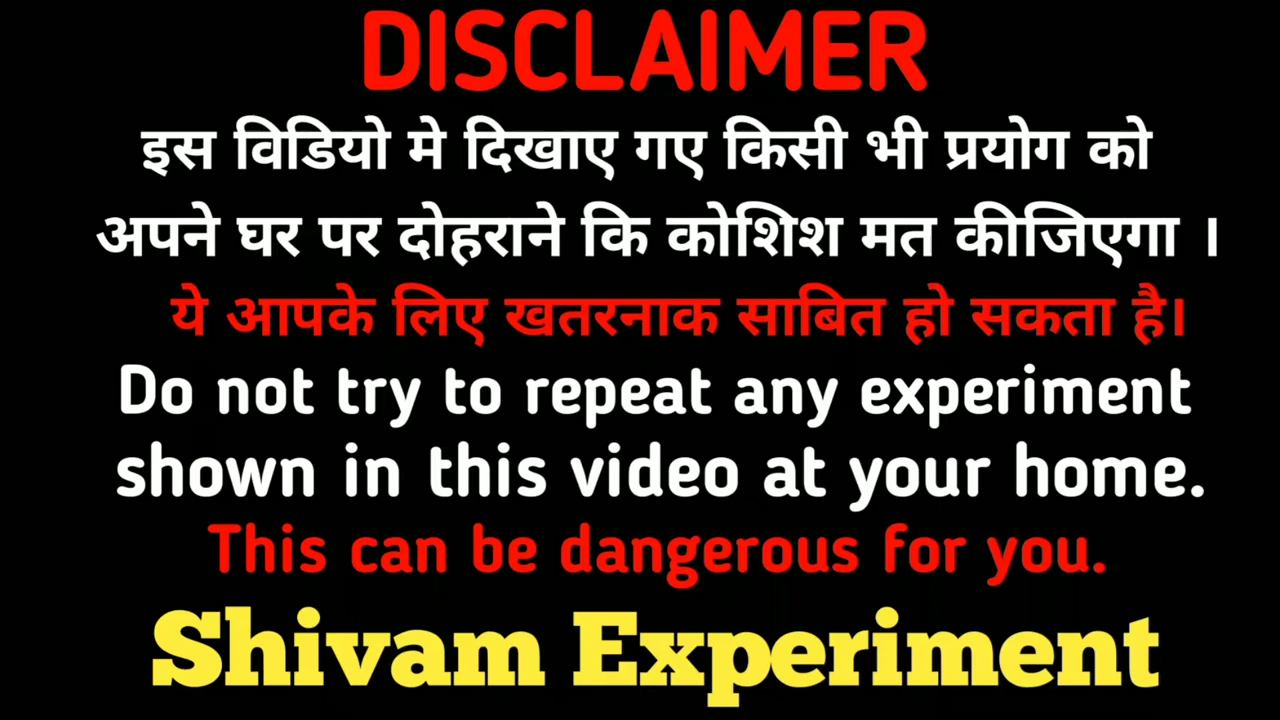 DISCLAIMER
इस विडियो मे दिखाए गए किसी भी प्रयोग को
अपने घर पर दोहराने कि कोशिश मत कीजिएगा ।
ये आपके लिए खतरनाक साबित हो सकता है।
Do not try to repeat any experiment
shown in this video at your home.
This can be dangerous for you.
Shivam Experiment